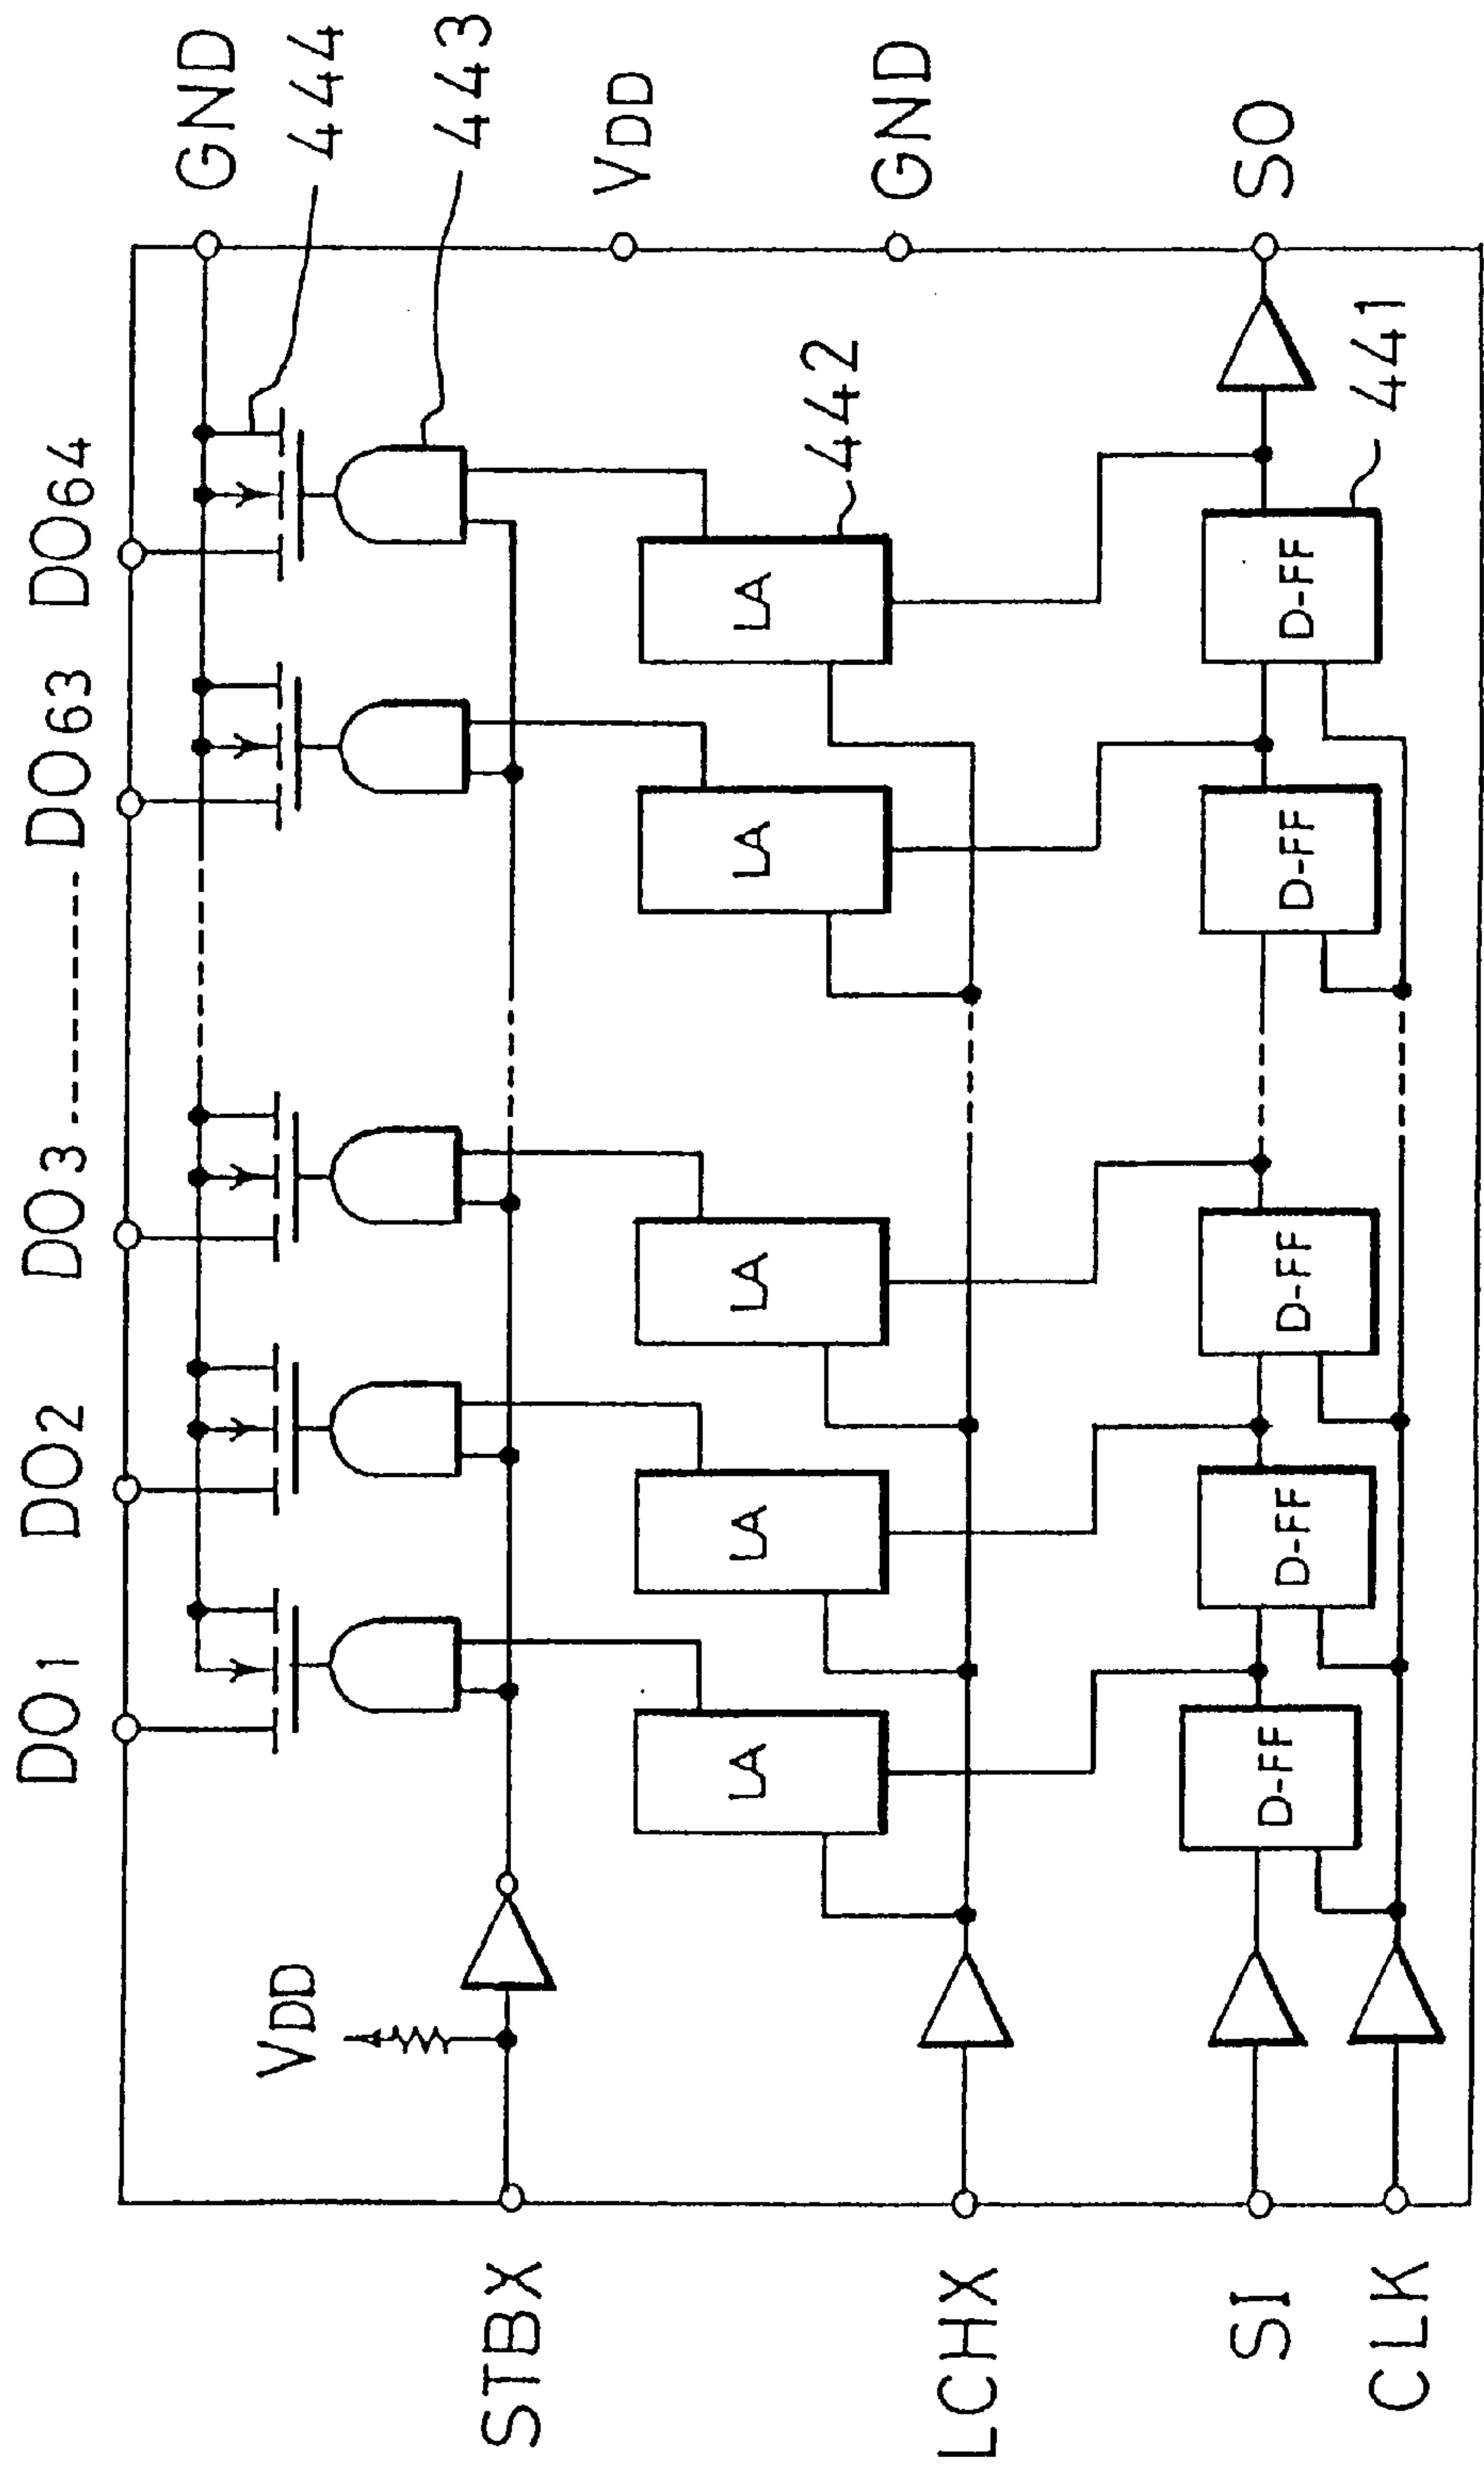 DO1 DO2 DO3 DO63 DO64
GND
444
443
VDD
VDD
GND
STBX
LA LA LA LA LA
442
LCHX
SO
SI
D-FF D-FF D-FF D-FF D-FF
441
CLK